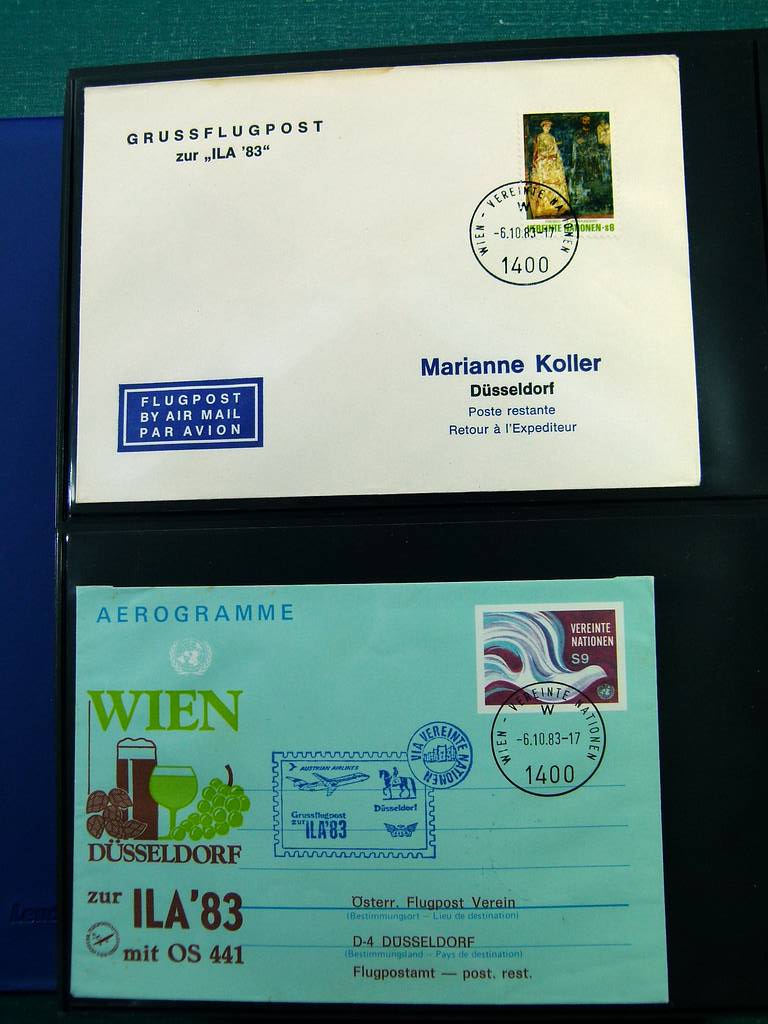 GRUSSFLUGPOST
zur „ILA '83“
WIEN - VEREINTE NATIONEN
W
-6.10.83-17
1400
VEREINTE NATIONEN·s8
Marianne Koller
Düsseldorf
Poste restante
Retour à l'Expediteur
FLUGPOST
BY AIR MAIL
PAR AVION
AEROGRAMME
VEREINTE
NATIONEN
S9
WIEN - VEREINTE NATIONEN
W
-6.10.83-17
1400
WIEN
DÜSSELDORF
VIA VEREINTE NATIONEN
AUSTRIAN AIRLINES
Düsseldorf
Grussflugpost
zur ILA'83
zur ILA'83
mit OS 441
Österr. Flugpost Verein
(Bestimmungsort – Lieu de destination)
D-4 DÜSSELDORF
(Bestimmungsland – Pays de destination)
Flugpostamt — post. rest.